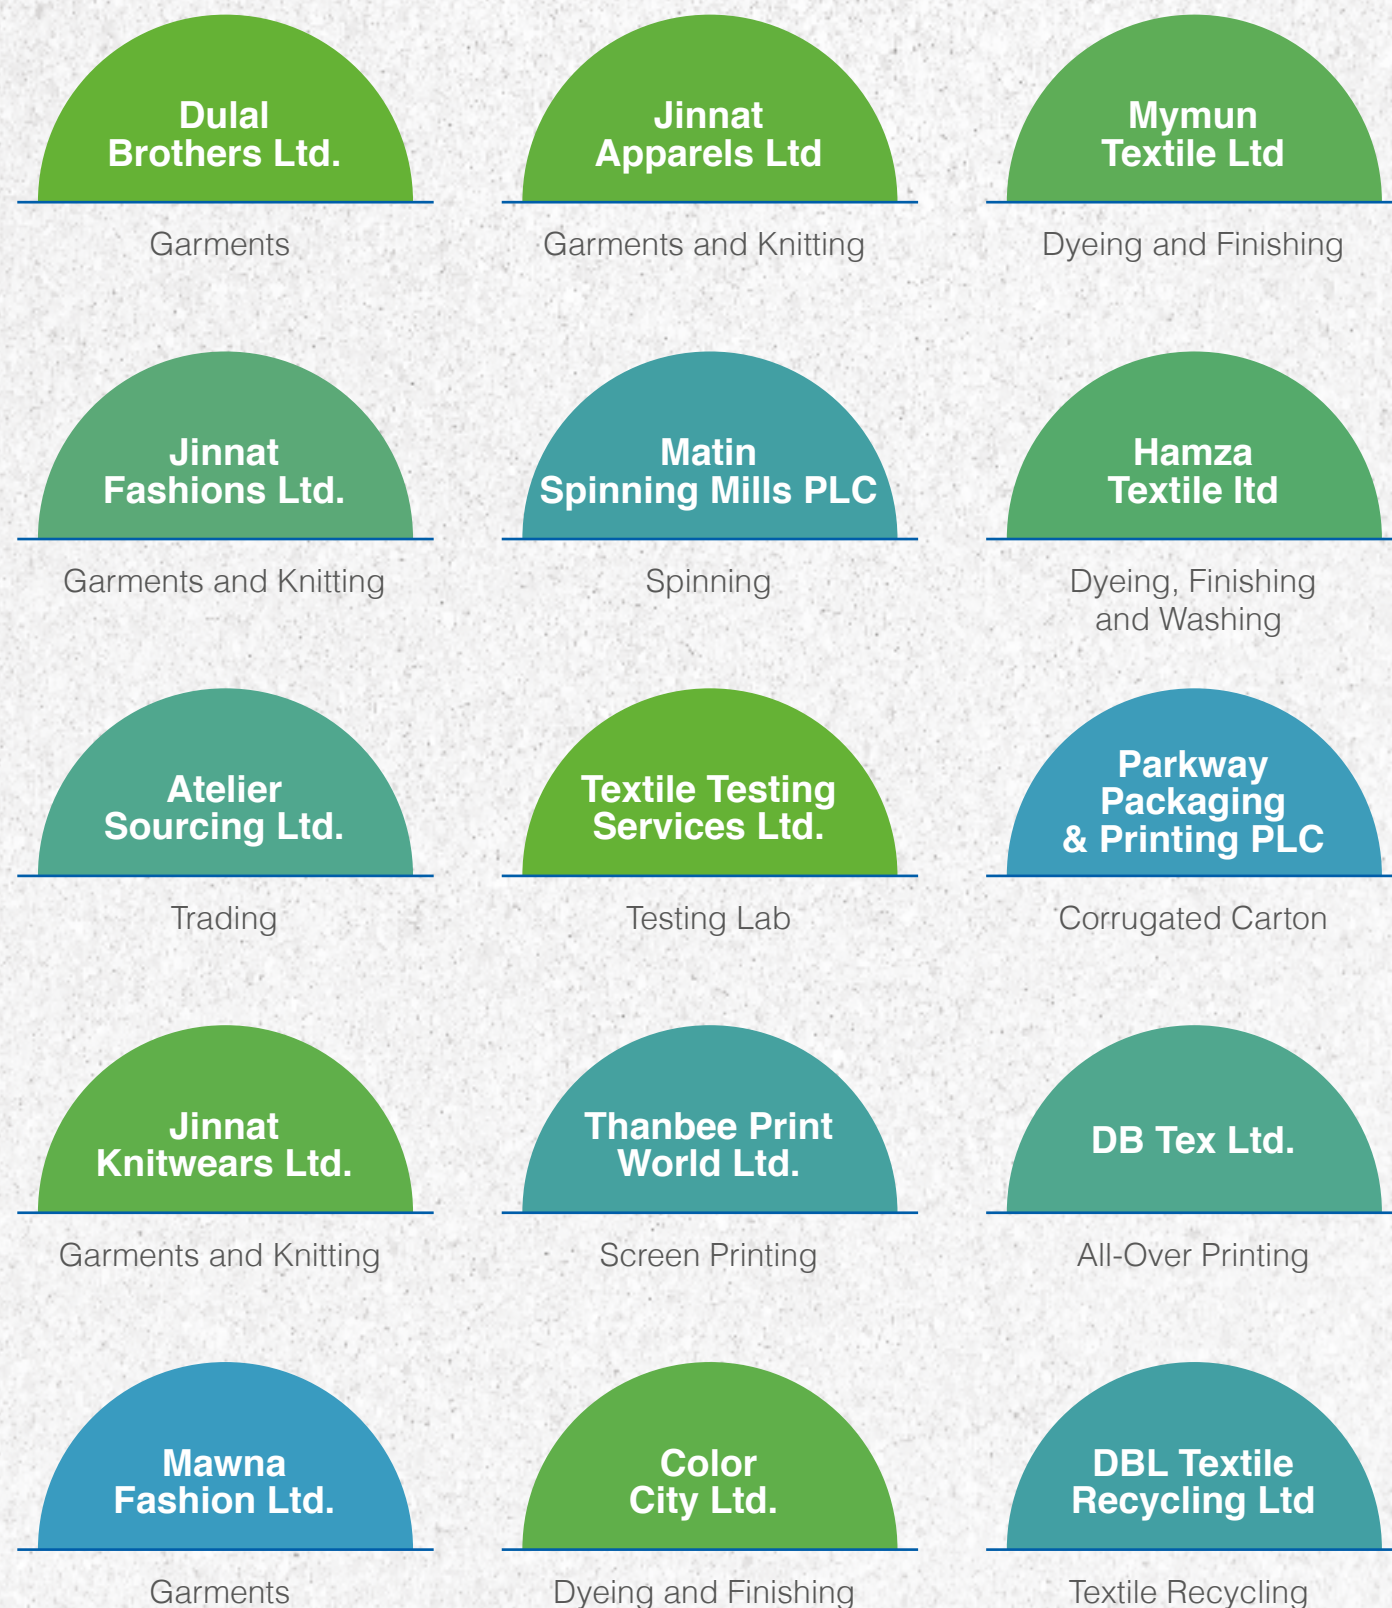 Dulal
Brothers Ltd.
Garments
Jinnat
Apparels Ltd
Garments and Knitting
Mymun
Textile Ltd
Dyeing and Finishing
Jinnat
Fashions Ltd.
Garments and Knitting
Matin
Spinning Mills PLC
Spinning
Hamza
Textile ltd
Dyeing, Finishing
and Washing
Atelier
Sourcing Ltd.
Trading
Textile Testing
Services Ltd.
Testing Lab
Parkway
Packaging
& Printing PLC
Corrugated Carton
Jinnat
Knitwears Ltd.
Garments and Knitting
Thanbee Print
World Ltd.
Screen Printing
DB Tex Ltd.
All-Over Printing
Mawna
Fashion Ltd.
Garments
Color
City Ltd.
Dyeing and Finishing
DBL Textile
Recycling Ltd
Textile Recycling